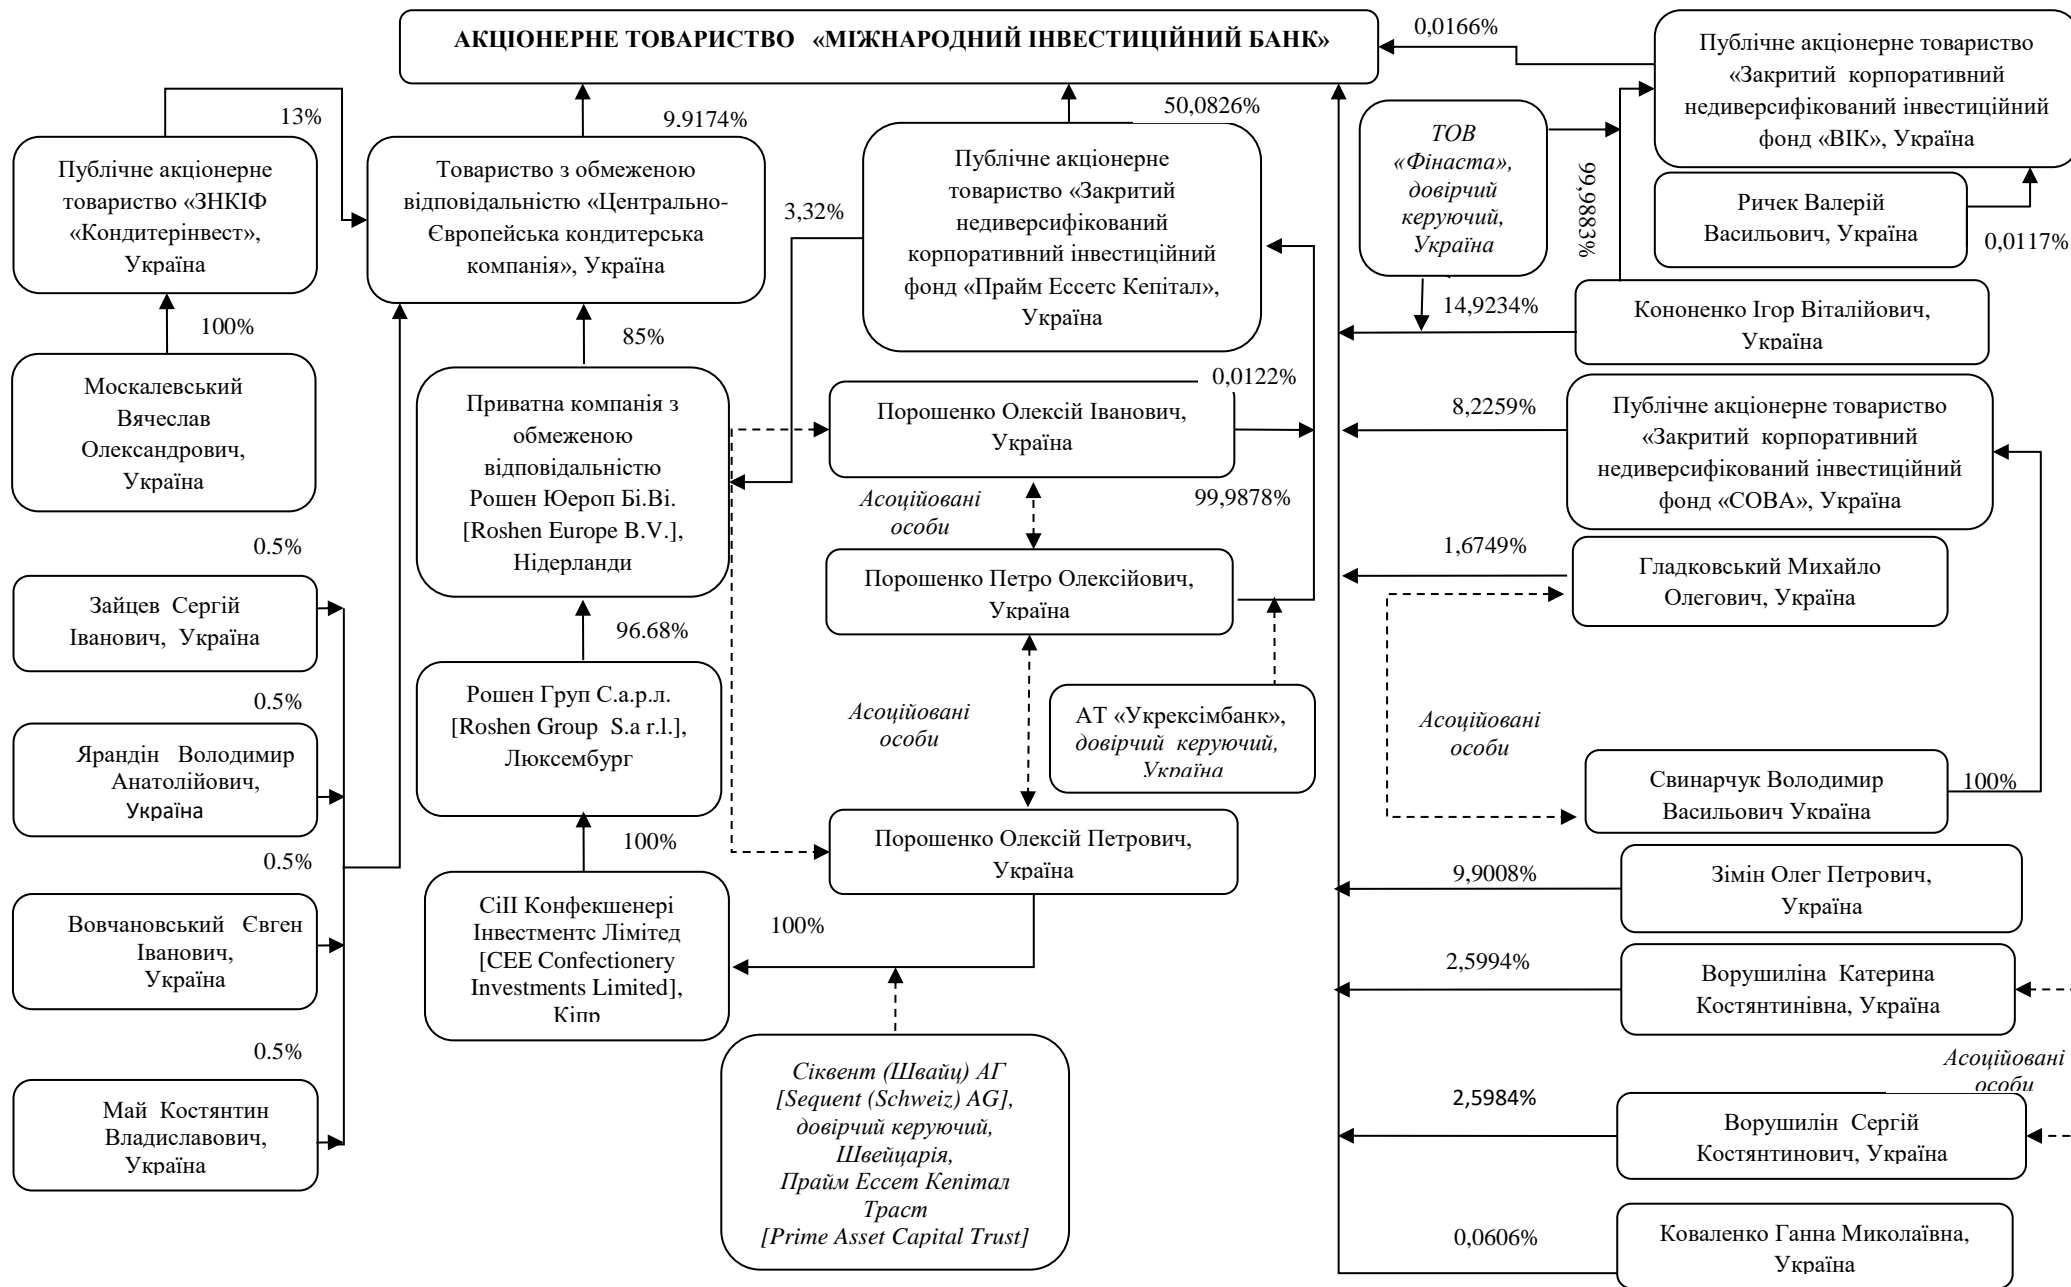 АКЦІОНЕРНЕ ТОВАРИСТВО «МІЖНАРОДНИЙ ІНВЕСТИЦІЙНИЙ БАНК»
0,0166%
Публічне акціонерне товариство
«Закритий корпоративний
недиверсифікований інвестиційний
фонд «ВІК», Україна
13%
9.9174%
50,0826%
Публічне акціонерне
товариство «ЗНКІФ
«Кондитерінвест»,
Україна
Товариство з обмеженою
відповідальністю «Центрально-
Європейська кондитерська
компанія», Україна
3,32%
Публічне акціонерне
товариство «Закритий
недиверсифікований
корпоративний інвестиційний
фонд «Прайм Ессетс Кепітал»,
Україна
ТОВ
«Фінаста»,
довірчий
керуючий,
Україна
99,9883%
Ричек Валерій
Васильович, Україна
0,0117%
100%
85%
14,9234%
Кононенко Ігор Віталійович,
Україна
Москалевський
Вячеслав
Олександрович,
Україна
Приватна компанія з
обмеженою
відповідальністю
Рошен Юероп Бі.Ві.
[Roshen Europe B.V.],
Нідерланди
0,0122%
Порошенко Олексій Іванович,
Україна
8,2259%
Публічне акціонерне товариство
«Закритий корпоративний
недиверсифікований інвестиційний
фонд «СОВА», Україна
Асоційовані
особи
99,9878%
0.5%
Зайцев Сергій
Іванович, Україна
Порошенко Петро Олексійович,
Україна
1,6749%
Гладковський Михайло
Олегович, Україна
96.68%
0.5%
Рошен Груп С.а.р.л.
[Roshen Group S.a r.l.],
Люксембург
Асоційовані
особи
АТ «Укрексімбанк»,
довірчий керуючий,
Україна
Асоційовані
особи
Ярандін Володимир
Анатолійович,
Україна
Свинарчук Володимир
Васильович Україна
100%
0.5%
100%
Порошенко Олексій Петрович,
Україна
9,9008%
Зімін Олег Петрович,
Україна
Вовчановський Євген
Іванович,
Україна
СіІІ Конфекшенері
Інвестментс Лімітед
[CEE Confectionery
Investments Limited],
Кіпр
100%
2,5994%
Ворушиліна Катерина
Костянтинівна, Україна
0.5%
Май Костянтин
Владиславович,
Україна
Сіквент (Швайц) АГ
[Sequent (Schweiz) AG],
довірчий керуючий,
Швейцарія,
Прайм Ессет Кепітал
Траст
[Prime Asset Capital Trust]
Асоційовані
особи
2,5984%
Ворушилін Сергій
Костянтинович, Україна
0,0606%
Коваленко Ганна Миколаївна,
Україна